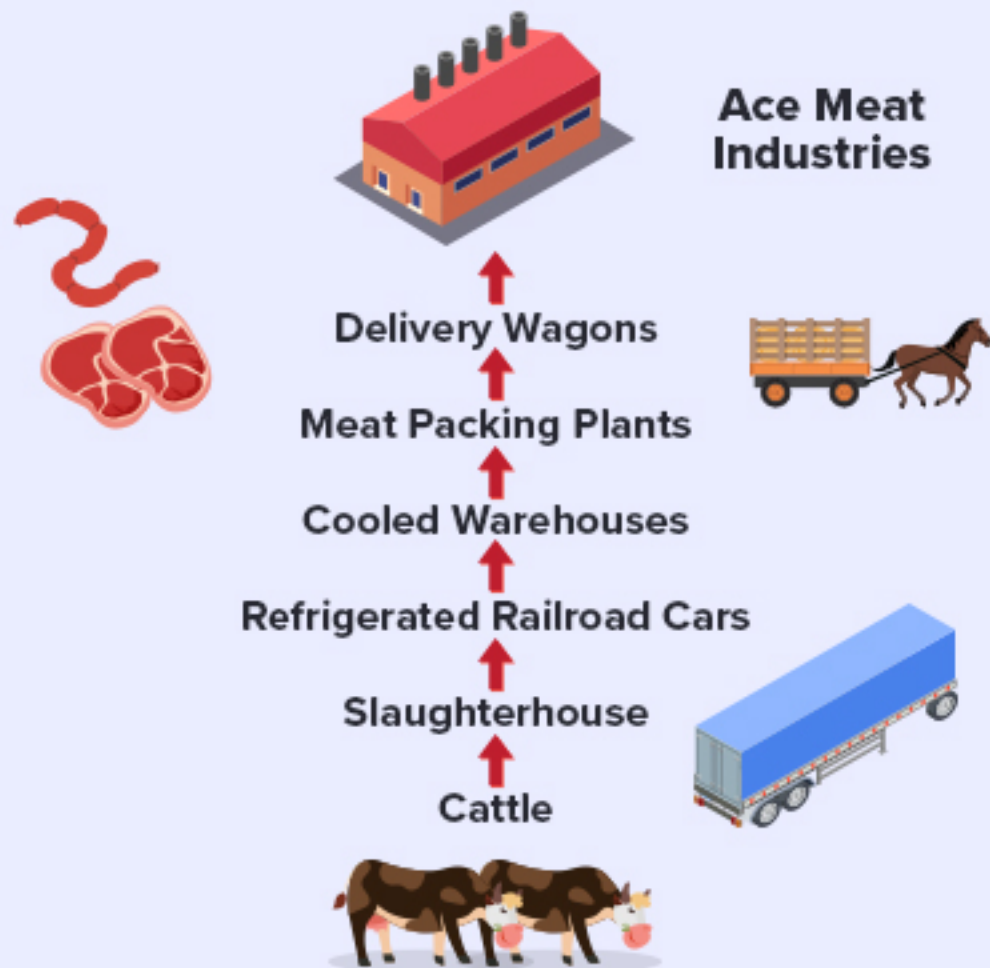 Ace Meat
Industries
Delivery Wagons
Meat Packing Plants
Cooled Warehouses
Refrigerated Railroad Cars
Slaughterhouse
Cattle